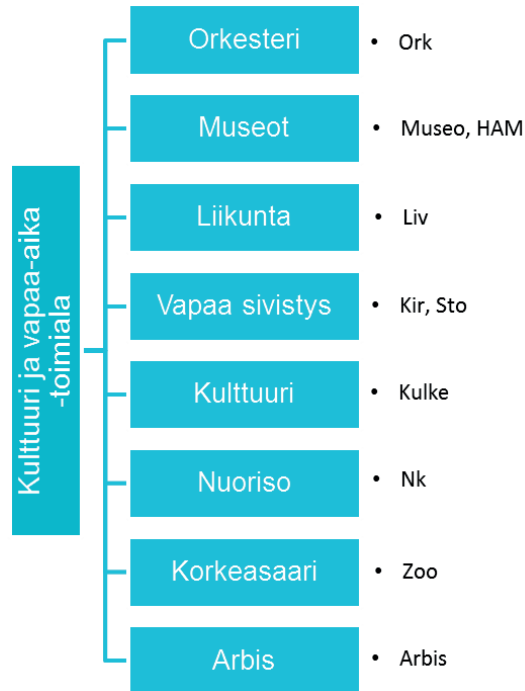 Kulttuuri ja vapaa-aika
-toimiala
Orkesteri
• Ork
Museot
• Museo, HAM
Liikunta
• Liv
Vapaa sivistys
• Kir, Sto
Kulttuuri
• Kulke
Nuoriso
• Nk
Korkeasaari
• Zoo
Arbis
• Arbis